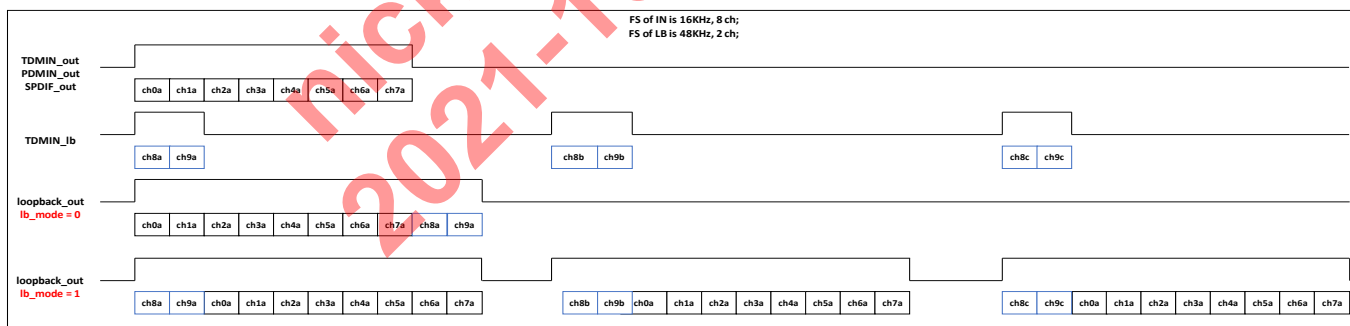 FS of IN is 16KHz, 8 ch;
FS of LB is 48KHz, 2 ch;
TDMIN_out
PDMIN_out
SPDIF_out
ch0a ch1a ch2a ch3a ch4a ch5a ch6a ch7a
TDMIN_lb
ch8a ch9a ch8b ch9b ch8c ch9c
loopback_out
lb_mode = 0
ch0a ch1a ch2a ch3a ch4a ch5a ch6a ch7a ch8a ch9a
loopback_out
lb_mode = 1
ch8a ch9a ch0a ch1a ch2a ch3a ch4a ch5a ch6a ch7a ch8b ch9b ch0a ch1a ch2a ch3a ch4a ch5a ch6a ch7a ch8c ch9c ch0a ch1a ch2a ch3a ch4a ch5a ch6a ch7a